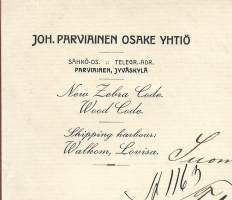 JOH. PARVIAINEN OSAKE YHTIÖ
SÄHKÖ-OS. :: TELEGR.-ADR.
PARVIAINEN, JYVÄSKYLÄ
New Zebra Code.
Wood Code.
Shipping harbour:
Walkom, Lovisa.
Suom